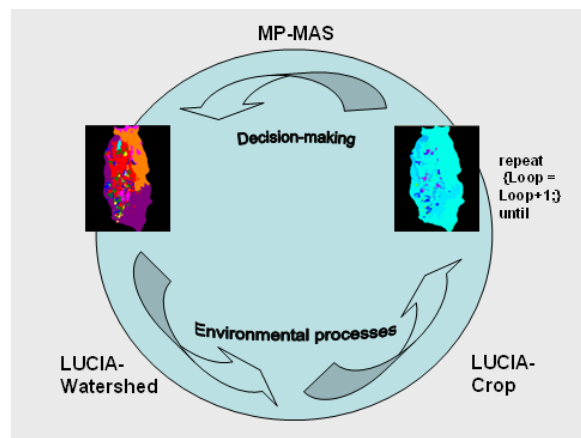 MP-MAS
Decision-making
repeat
{Loop =
Loop+1;}
until
Environmental processes
LUCIA-
Watershed
LUCIA-
Crop